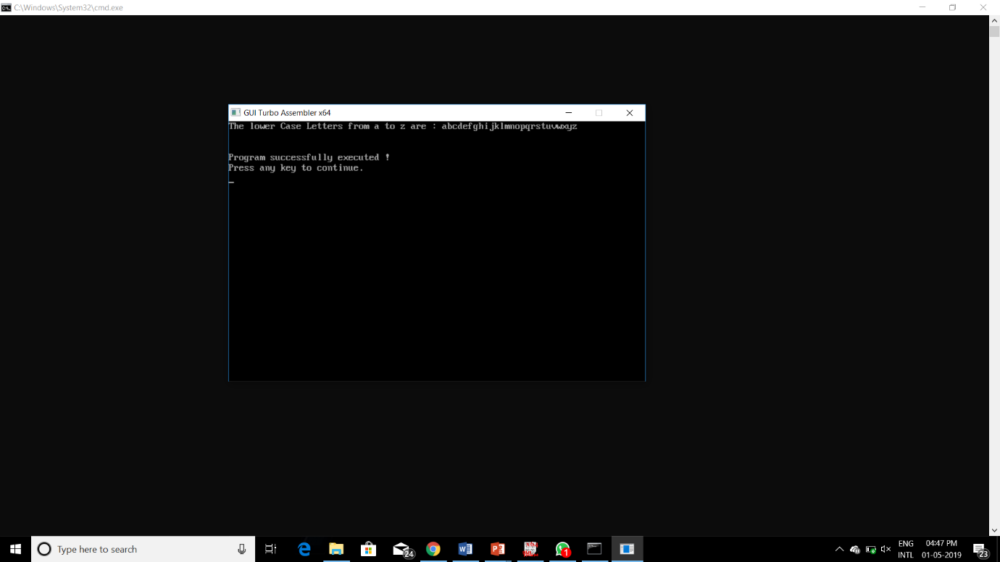 C:\Windows\System32\cmd.exe
GUI Turbo Assembler x64
The lower Case Letters from a to z are : abcdefghijklmnopqrstuvwxyz
Program successfully executed !
Press any key to continue.
Type here to search
24
1
ENG
INTL
04:47 PM
01-05-2019
23